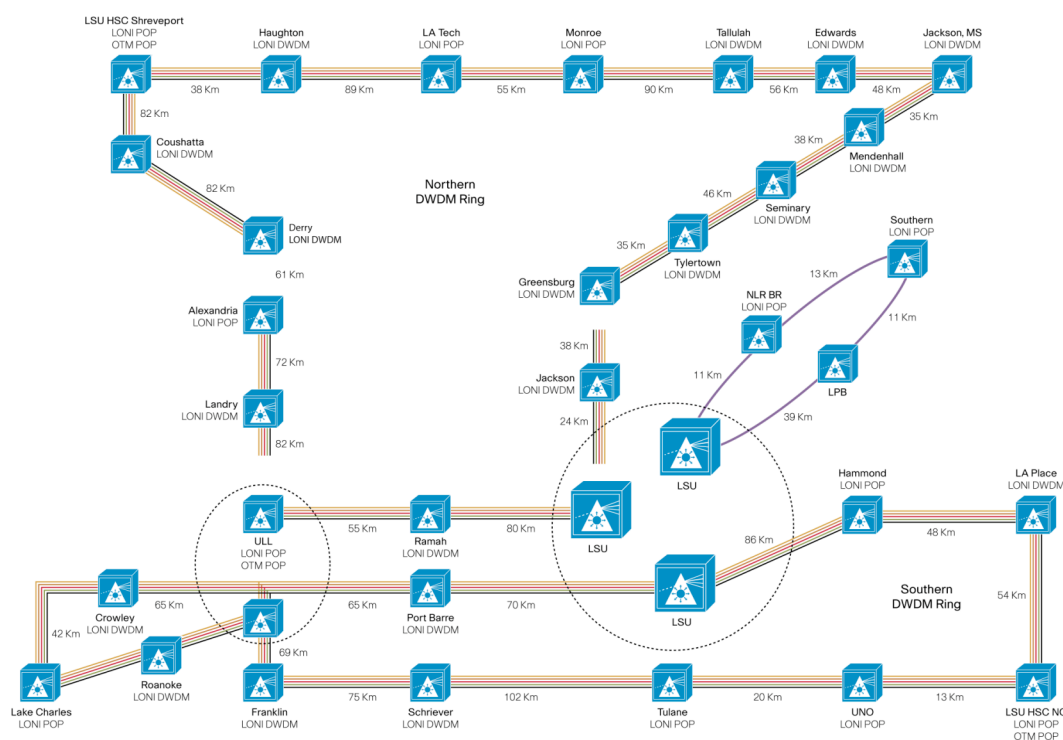 LSU HSC Shreveport
LONI POP
OTM POP
Haughton
LONI DWDM
LA Tech
LONI POP
Monroe
LONI POP
Tallulah
LONI DWDM
Edwards
LONI DWDM
Jackson, MS
LONI DWDM
38 Km
89 Km
55 Km
90 Km
56 Km
48 Km
82 Km
35 Km
Coushatta
LONI DWDM
38 Km
Mendenhall
LONI DWDM
82 Km
Northern
DWDM Ring
46 Km
Seminary
LONI DWDM
Derry
LONI DWDM
35 Km
Tylertown
LONI DWDM
Southern
LONI POP
61 Km
Greensburg
LONI DWDM
13 Km
NLR BR
LONI POP
11 Km
Alexandria
LONI POP
38 Km
72 Km
Jackson
LONI DWDM
11 Km
LPB
Landry
LONI DWDM
24 Km
39 Km
82 Km
LSU
Hammond
LONI POP
LA Place
LONI DWDM
ULL
LONI POP
OTM POP
55 Km
Ramah
LONI DWDM
80 Km
LSU
86 Km
48 Km
Crowley
LONI DWDM
65 Km
65 Km
Port Barre
LONI DWDM
70 Km
LSU
Southern
DWDM Ring
54 Km
42 Km
Roanoke
LONI DWDM
69 Km
Lake Charles
LONI POP
Franklin
LONI DWDM
75 Km
Schriever
LONI DWDM
102 Km
Tulane
LONI POP
20 Km
UNO
LONI POP
13 Km
LSU HSC NO
LONI POP
OTM POP